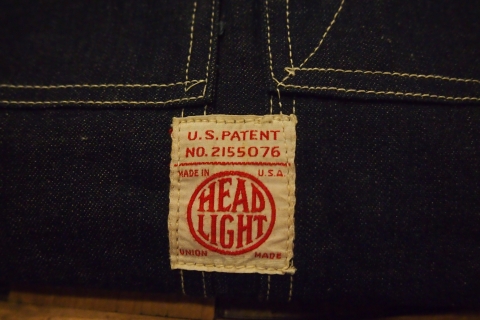 U.S. PATENT
NO. 2155076
MADE IN U.S.A
HEAD
LIGHT
UNION MADE